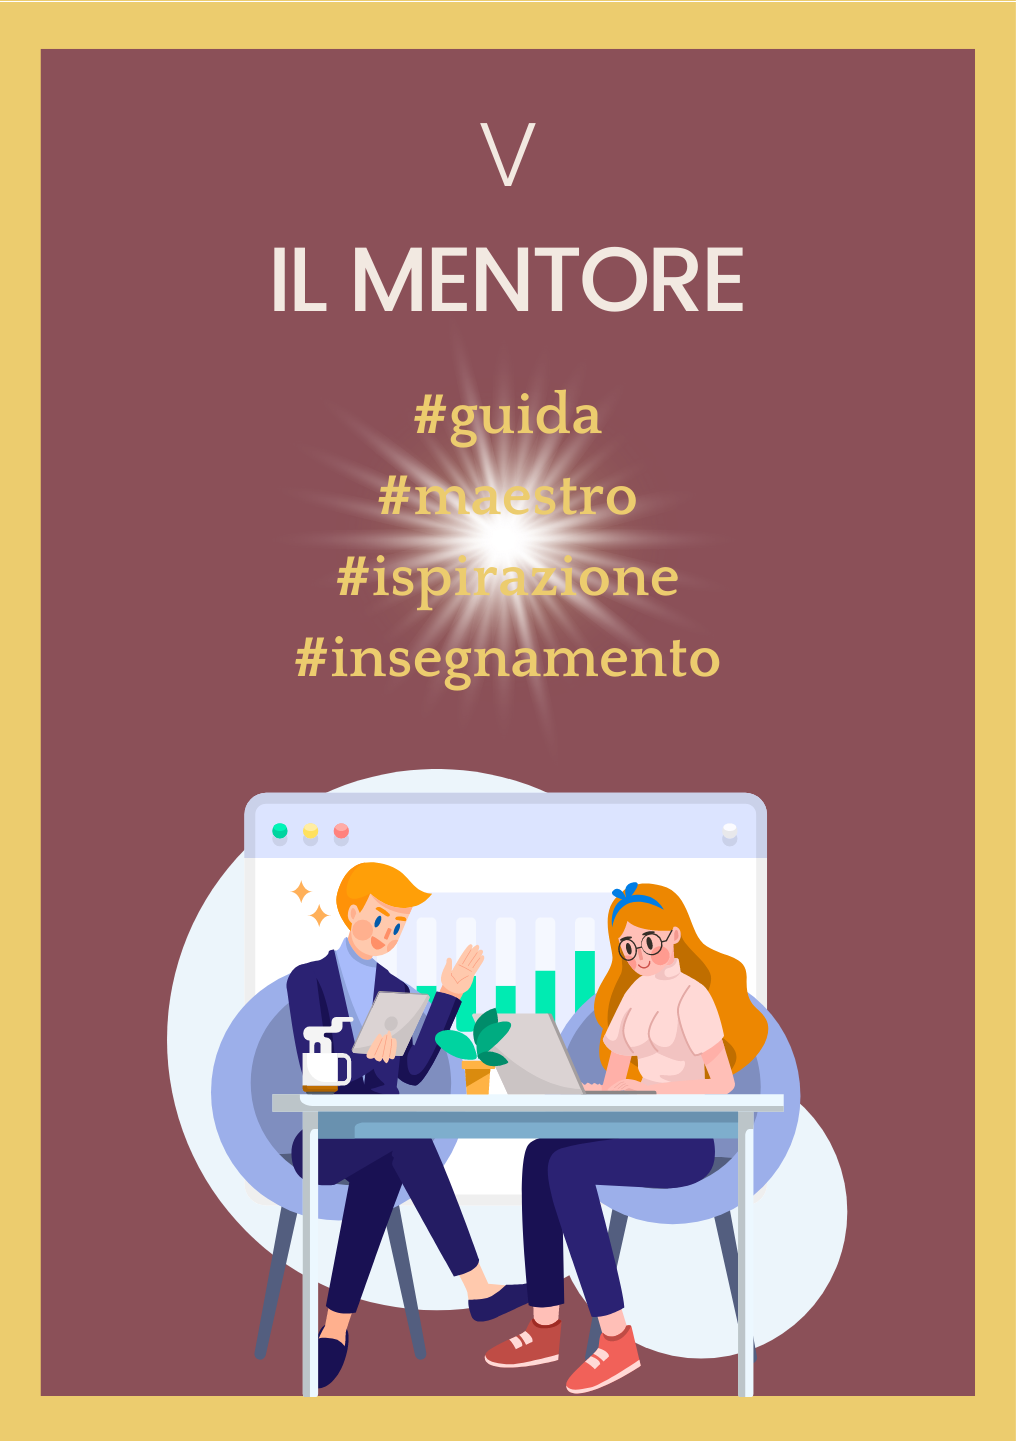 V
IL MENTORE
#guida
#maestro
#ispirazione
#insegnamento